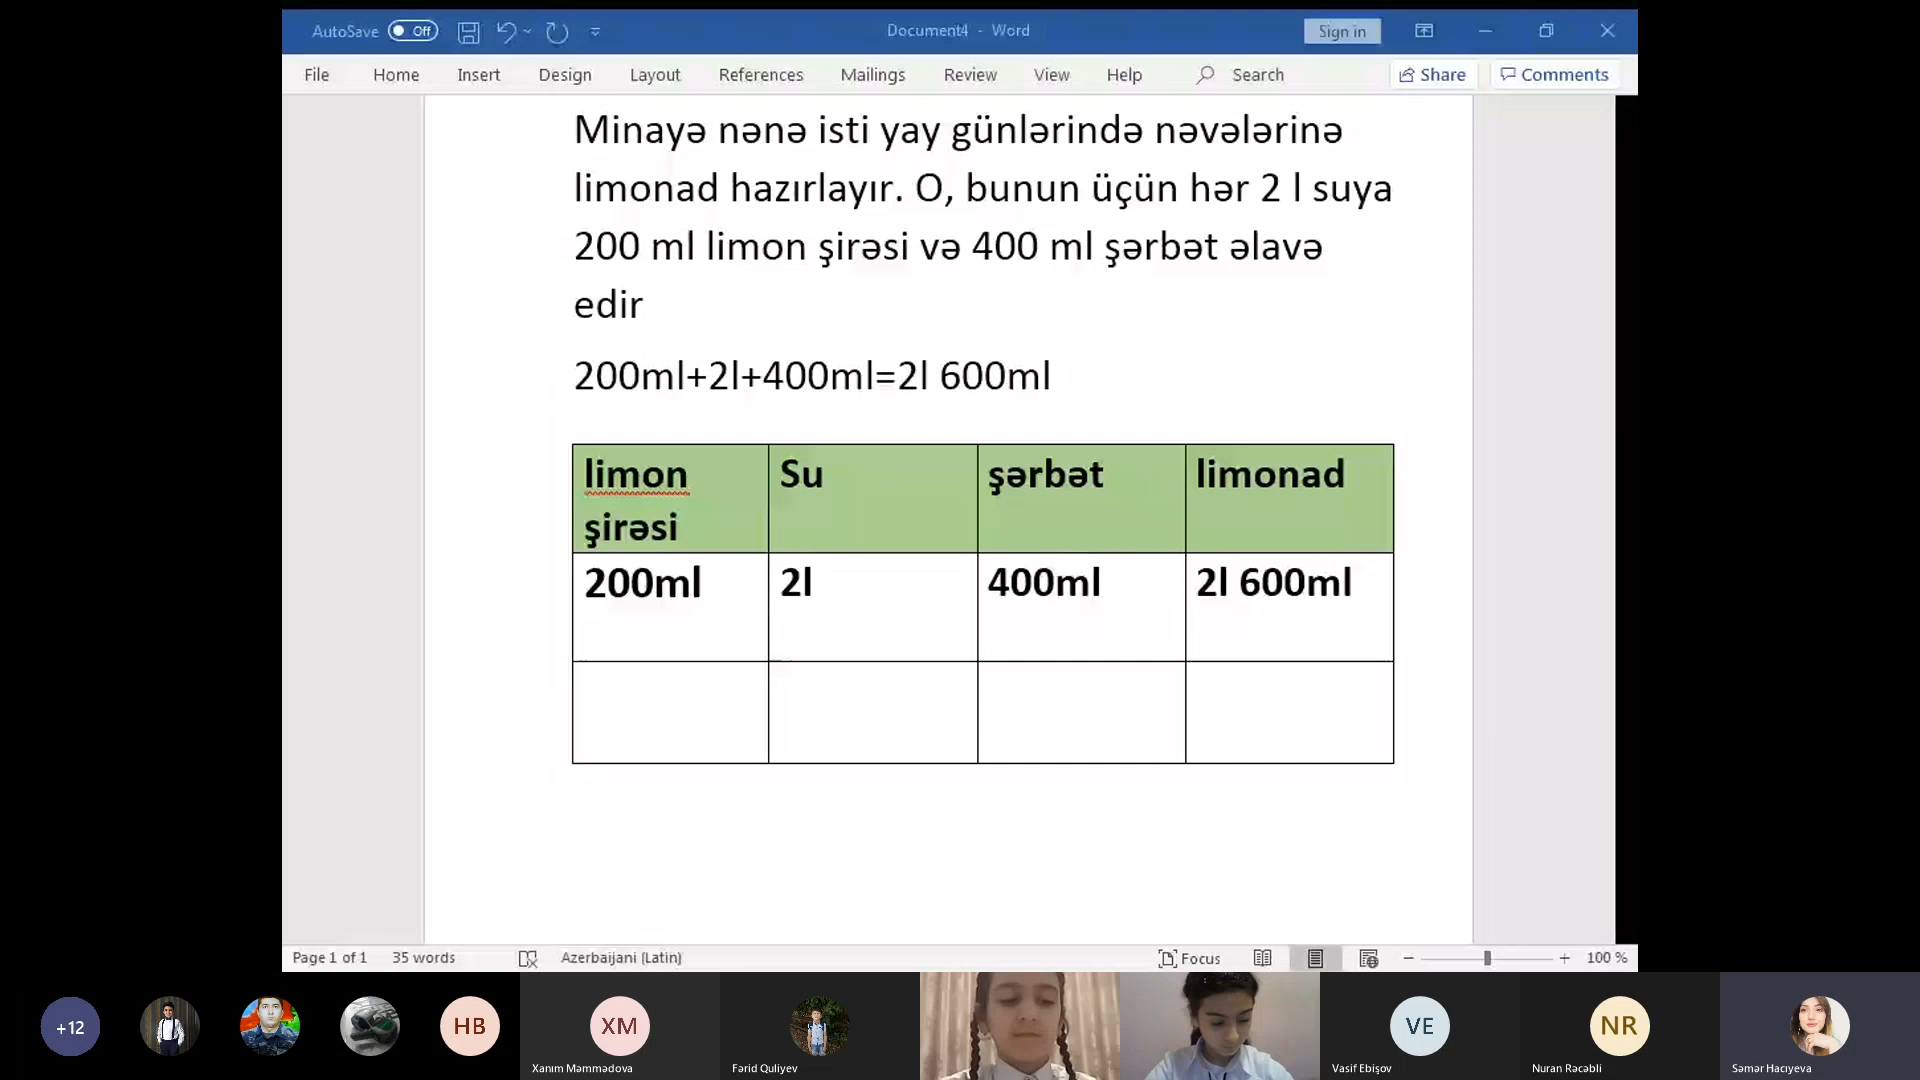 AutoSave Off Document4 - Word Sign in
File Home Insert Design Layout References Mailings Review View Help Search Share Comments
Minayə nənə isti yay günlərində nəvələrinə
limonad hazırlayır. O, bunun üçün hər 2 l suya
200 ml limon şirəsi və 400 ml şərbət əlavə
edir
200ml+2l+400ml=2l 600ml
limon Su şərbət limonad
şirəsi
200ml 2l 400ml 2l 600ml
Page 1 of 1 35 words Azerbaijani (Latin) Focus 100 %
+12 HB XM VE NR
Xanım Məmmədova Fərid Quliyev Vasif Ebişov Nuran Rəcəbli Səmər Hacıyeva